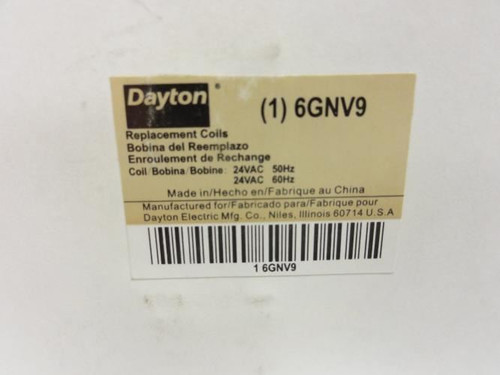 Dayton®
(1) 6GNV9
Replacement Coils
Bobina del Reemplazo
Enroulement de Rechange
Coil/Bobina/Bobine: 24VAC 50Hz
24VAC 60Hz
Made in/Hecho en/Fabrique au China
Manufactured for/Fabricado para/Fabrique pour
Dayton Electric Mfg. Co., Niles, Illinois 60714 U.S.A
1 6GNV9